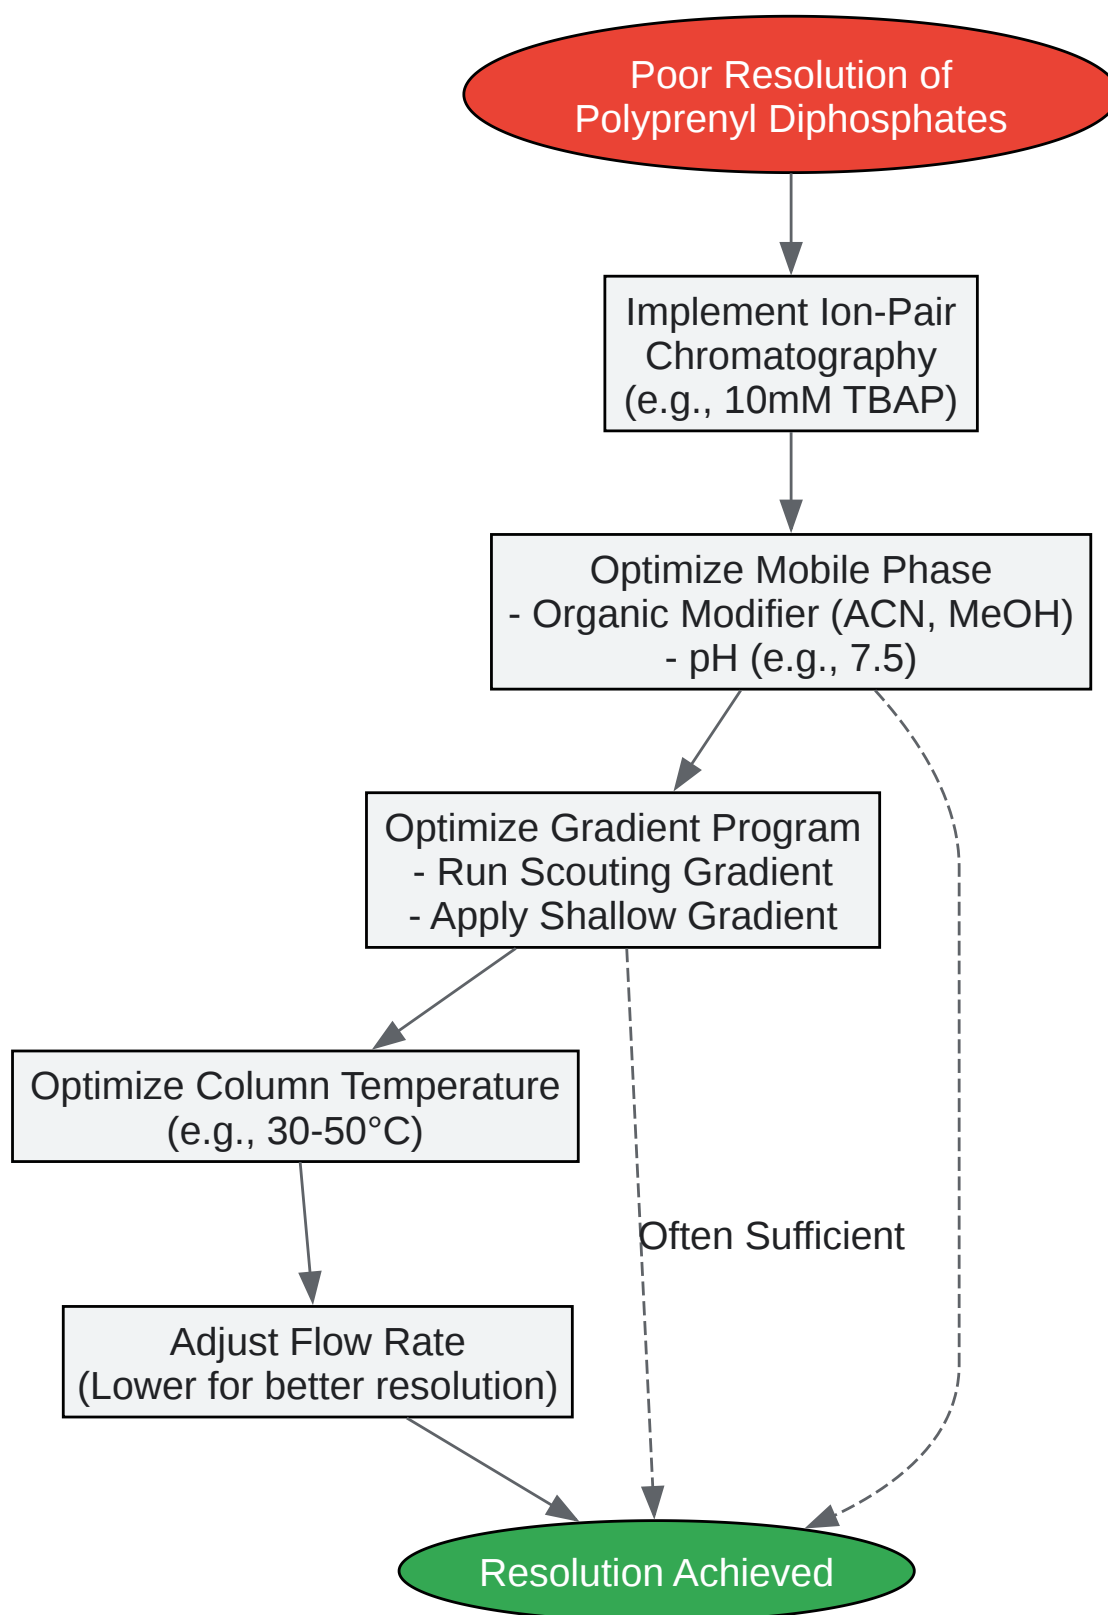 Poor Resolution of
Polyprenyl Diphosphates
Implement Ion-Pair
Chromatography
(e.g., 10mM TBAP)
Optimize Mobile Phase
- Organic Modifier (ACN, MeOH)
- pH (e.g., 7.5)
Optimize Gradient Program
- Run Scouting Gradient
- Apply Shallow Gradient
Optimize Column Temperature
(e.g., 30-50°C)
Often Sufficient
Adjust Flow Rate
(Lower for better resolution)
Resolution Achieved